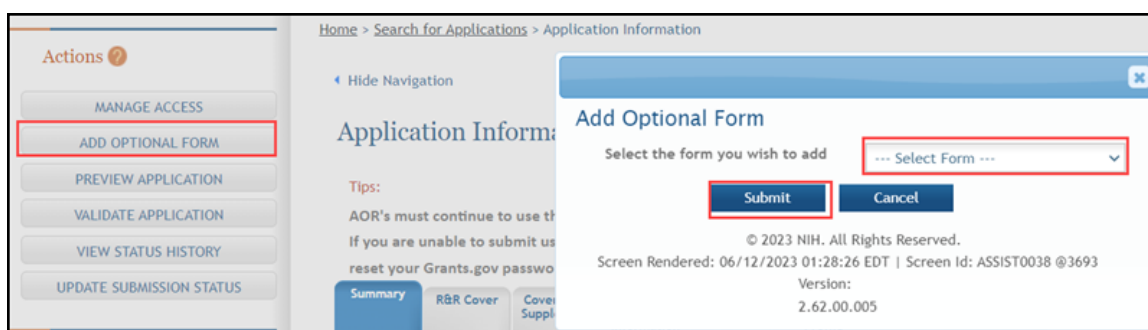 Home > Search for Applications > Application Information
Actions ?
MANAGE ACCESS
ADD OPTIONAL FORM
PREVIEW APPLICATION
VALIDATE APPLICATION
VIEW STATUS HISTORY
UPDATE SUBMISSION STATUS
Hide Navigation
Application Informa
Tips:
AOR's must continue to use th
If you are unable to submit us
reset your Grants.gov passwo
Summary
R&R Cover
Cover
Suppl
Add Optional Form
Select the form you wish to add
--- Select Form ---
Submit
Cancel
© 2023 NIH. All Rights Reserved.
Screen Rendered: 06/12/2023 01:28:26 EDT | Screen Id: ASSIST0038 @3693
Version:
2.62.00.005